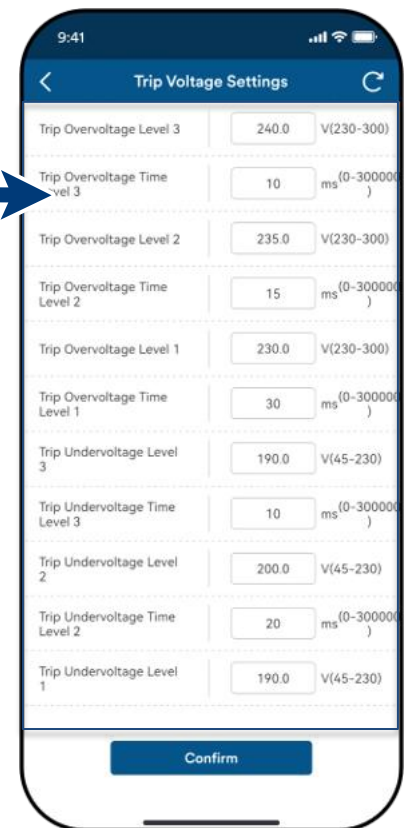 9:41
Trip Voltage Settings
Trip Overvoltage Level 3 240.0 V(230-300)
Trip Overvoltage Time
Level 3 10 ms(0-300000
)
Trip Overvoltage Level 2 235.0 V(230-300)
Trip Overvoltage Time
Level 2 15 ms(0-300000
)
Trip Overvoltage Level 1 230.0 V(230-300)
Trip Overvoltage Time
Level 1 30 ms(0-300000
)
Trip Undervoltage Level
3 190.0 V(45-230)
Trip Undervoltage Time
Level 3 10 ms(0-300000
)
Trip Undervoltage Level
2 200.0 V(45-230)
Trip Undervoltage Time
Level 2 20 ms(0-300000
)
Trip Undervoltage Level
1 190.0 V(45-230)
Confirm